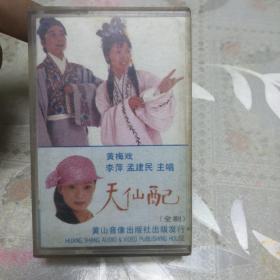 黄梅戏
李萍 孟建民 主唱
天仙配
(全剧)
黄山音像出版社出版发行
HUANG SHANG AUDIO & VIDEO PUBLISHING HOUSE